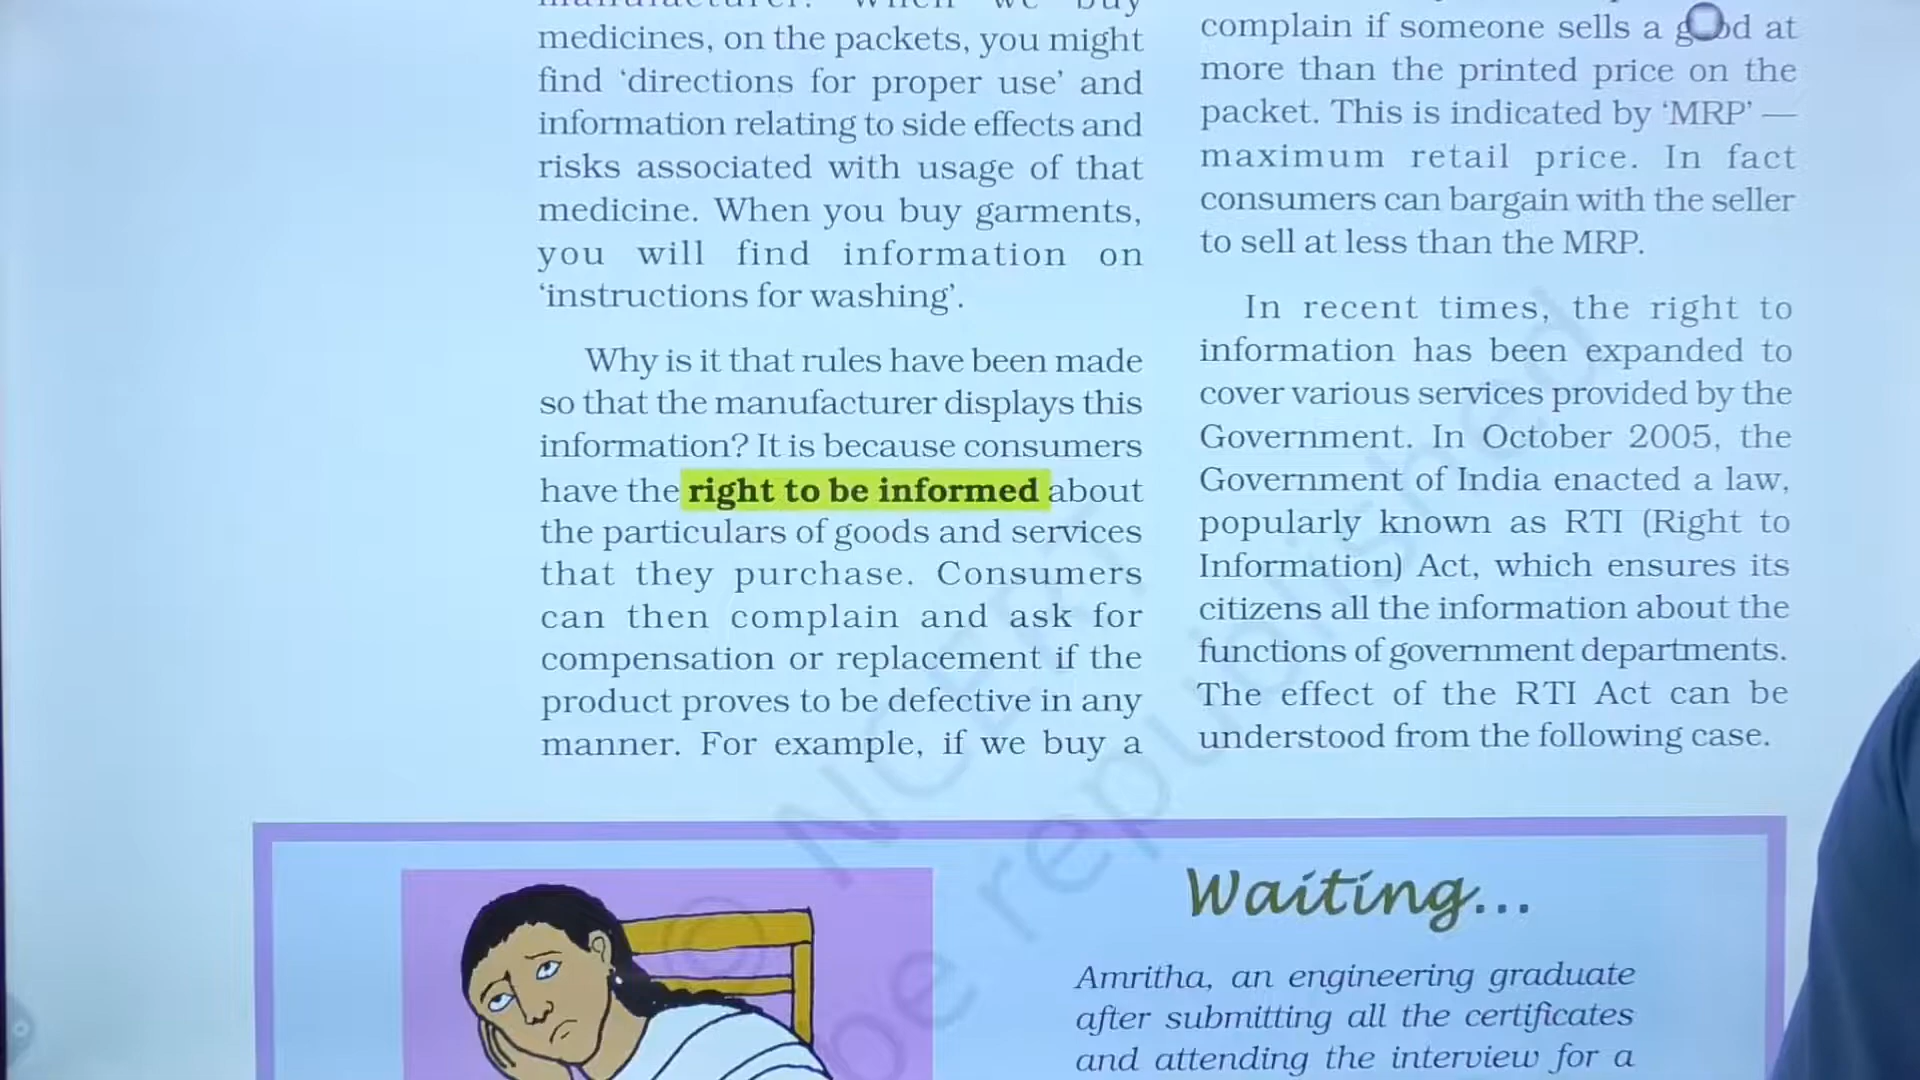 manufacturer. When we buy
medicines, on the packets, you might
find ‘directions for proper use’ and
information relating to side effects and
risks associated with usage of that
medicine. When you buy garments,
you will find information on
‘instructions for washing’.
Why is it that rules have been made
so that the manufacturer displays this
information? It is because consumers
have the right to be informed about
the particulars of goods and services
that they purchase. Consumers
can then complain and ask for
compensation or replacement if the
product proves to be defective in any
manner. For example, if we buy a
complain if someone sells a good at
more than the printed price on the
packet. This is indicated by ‘MRP’ —
maximum retail price. In fact
consumers can bargain with the seller
to sell at less than the MRP.
In recent times, the right to
information has been expanded to
cover various services provided by the
Government. In October 2005, the
Government of India enacted a law,
popularly known as RTI (Right to
Information) Act, which ensures its
citizens all the information about the
functions of government departments.
The effect of the RTI Act can be
understood from the following case.
Waiting...
Amritha, an engineering graduate
after submitting all the certificates
and attending the interview for a
© NCERT
be republished